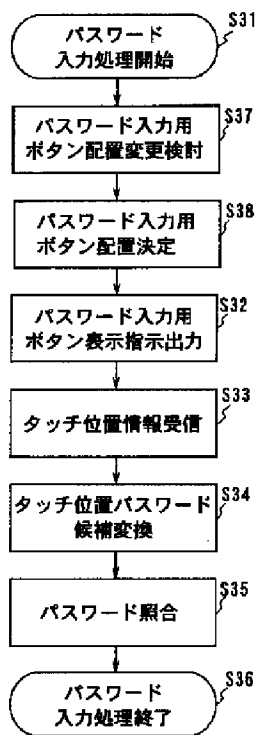 S31
パスワード
入力処理開始
S37
パスワード入力用
ボタン配置変更検討
S38
パスワード入力用
ボタン配置決定
S32
パスワード入力用
ボタン表示指示出力
S33
タッチ位置情報受信
S34
タッチ位置パスワード
候補変換
S35
パスワード照合
S36
パスワード
入力処理終了